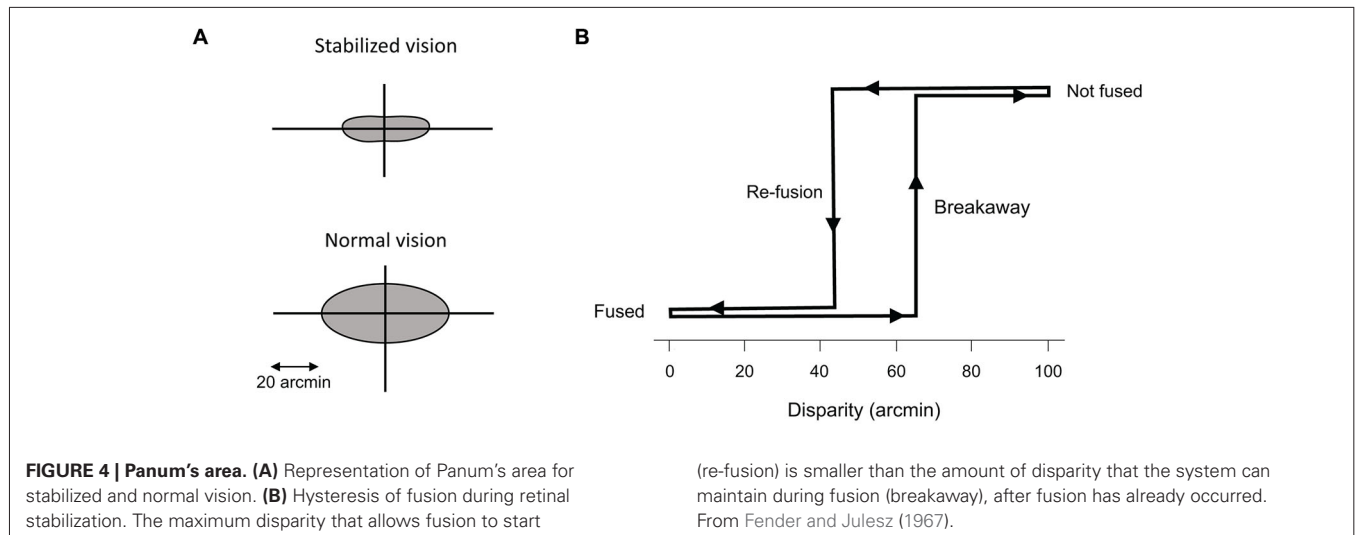 A
Stabilized vision
Normal vision
20 arcmin
B
Not fused
Re-fusion
Breakaway
Fused
0 20 40 60 80 100
Disparity (arcmin)
FIGURE 4 | Panum's area. (A) Representation of Panum's area for
stabilized and normal vision. (B) Hysteresis of fusion during retinal
stabilization. The maximum disparity that allows fusion to start
(re-fusion) is smaller than the amount of disparity that the system can
maintain during fusion (breakaway), after fusion has already occurred.
From Fender and Julesz (1967).